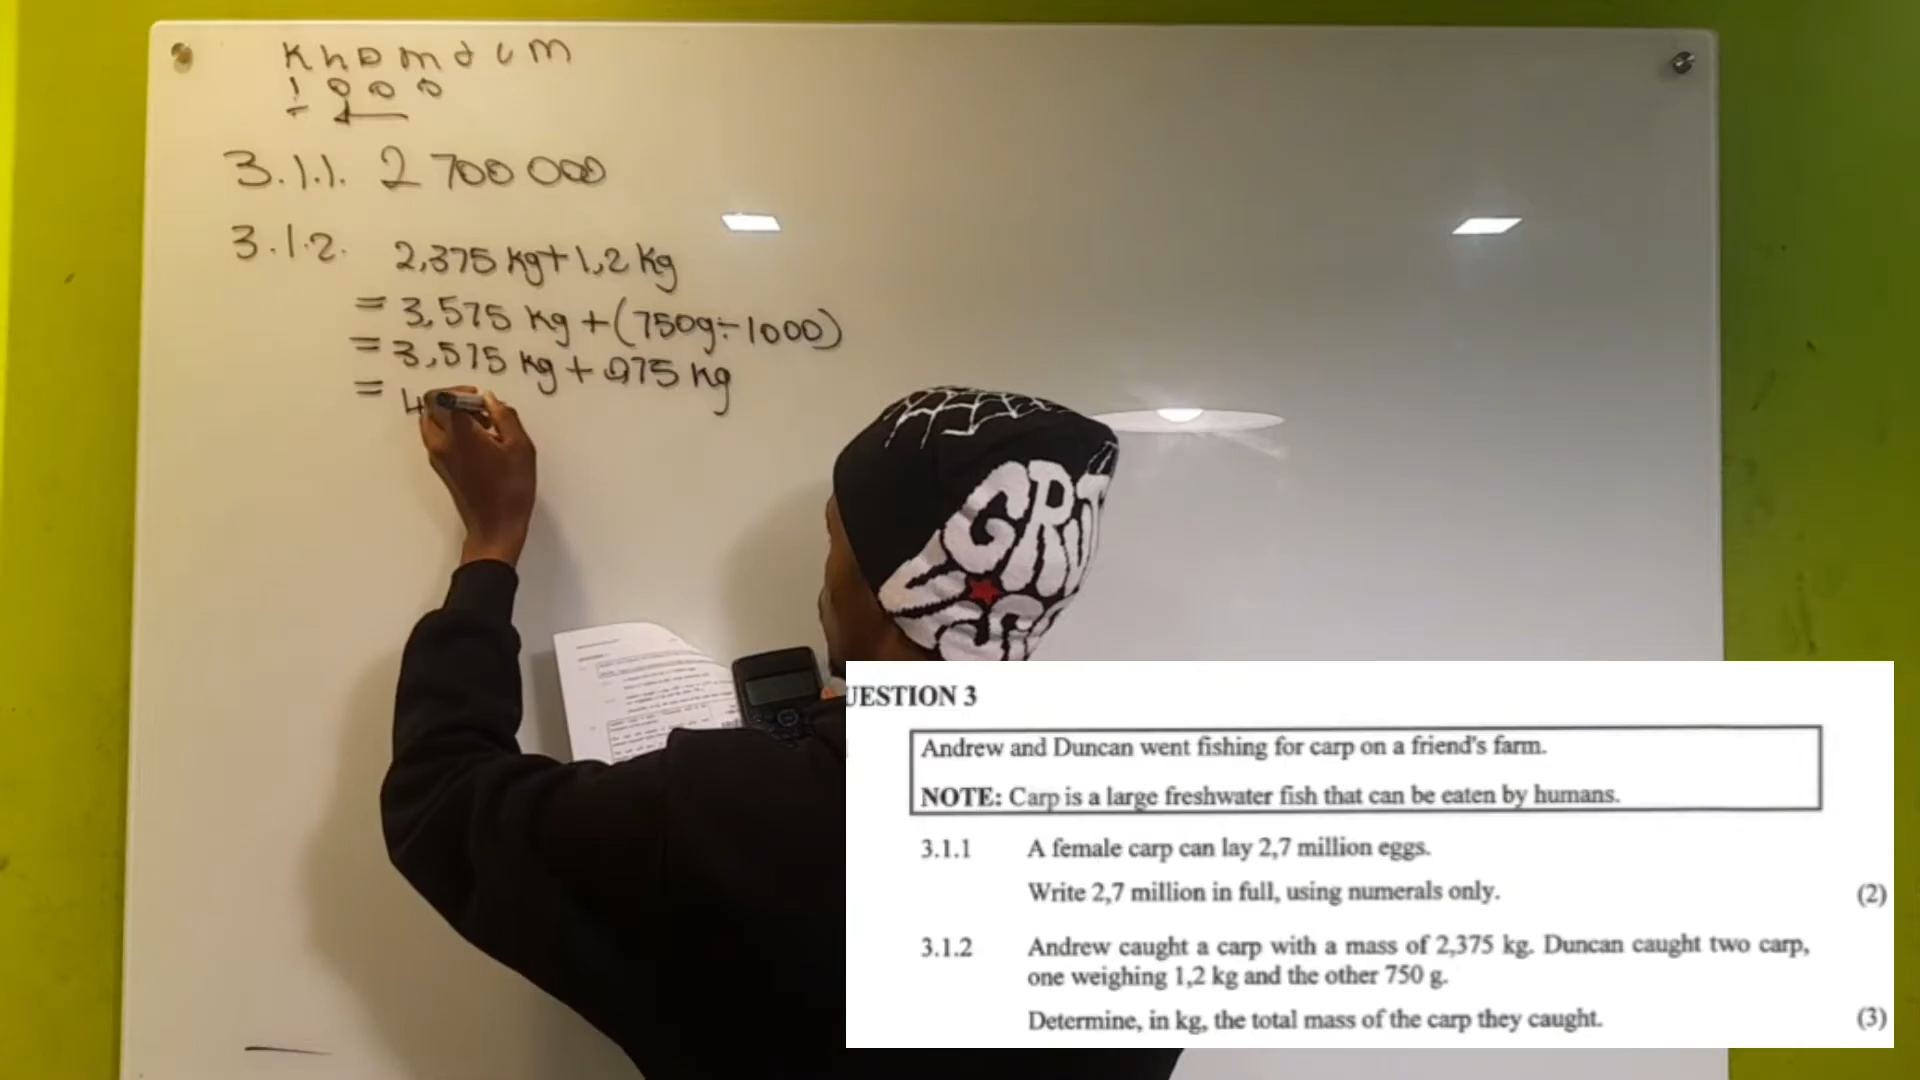 K h D m d c m
1 0 0 0
3.1.1. 2 700 000
3.1.2. 2,375 kg + 1,2 kg
= 3,575 kg + (750g ÷ 1000)
= 3,575 kg + 0,75 kg
= 4
GRIT
UESTION 3
Andrew and Duncan went fishing for carp on a friend's farm.
NOTE: Carp is a large freshwater fish that can be eaten by humans.
3.1.1 A female carp can lay 2,7 million eggs.
Write 2,7 million in full, using numerals only. (2)
3.1.2 Andrew caught a carp with a mass of 2,375 kg. Duncan caught two carp,
one weighing 1,2 kg and the other 750 g.
Determine, in kg, the total mass of the carp they caught. (3)